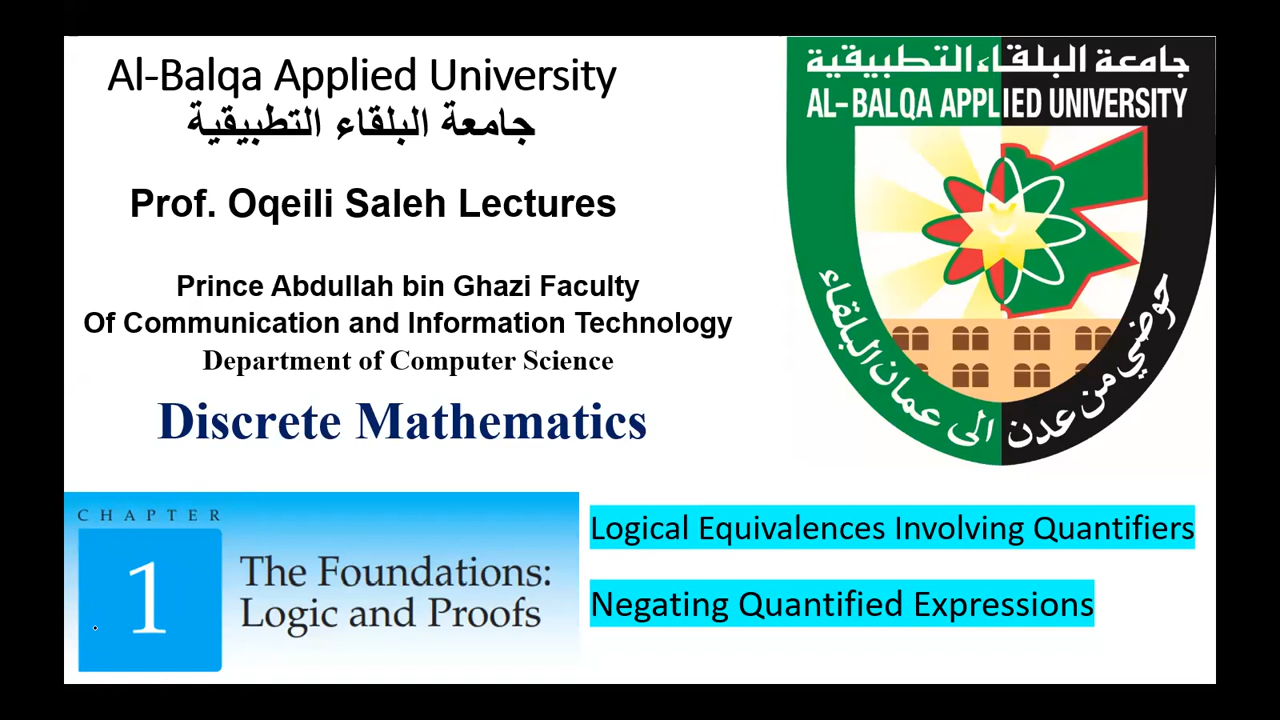 Al-Balqa Applied University
جامعة البلقاء التطبيقية
Prof. Oqeili Saleh Lectures
Prince Abdullah bin Ghazi Faculty
Of Communication and Information Technology
Department of Computer Science
Discrete Mathematics
جامعة البلقاء التطبيقية
AL-BALQA APPLIED UNIVERSITY
حوضي من عدن الى عمان البلقاء
CHAPTER
1
The Foundations:
Logic and Proofs
Logical Equivalences Involving Quantifiers
Negating Quantified Expressions